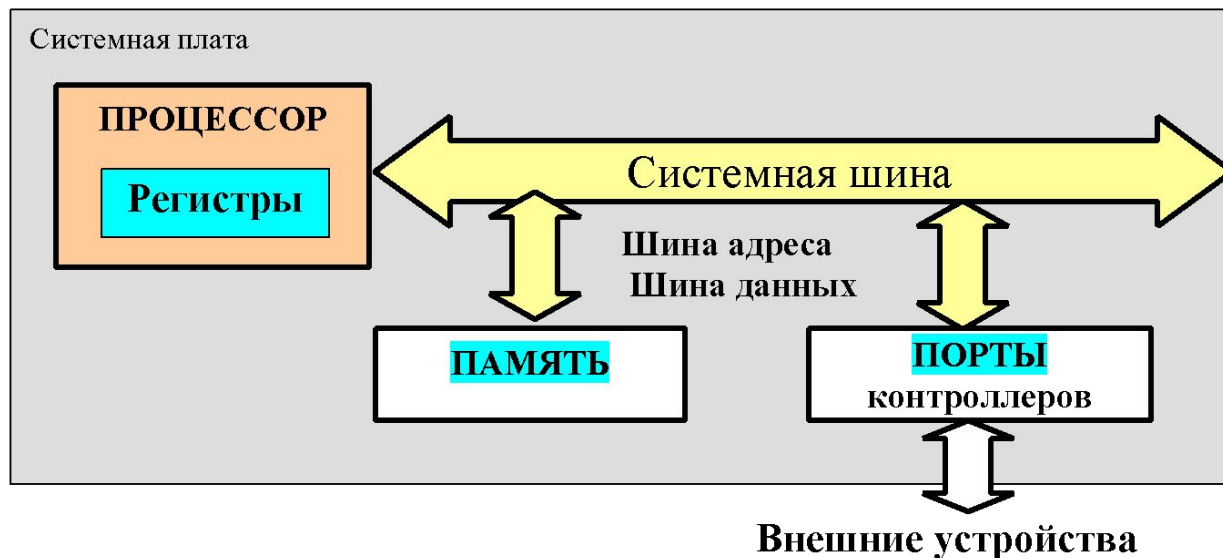 Системная плата
ПРОЦЕССОР
Регистры
Системная шина
Шина адреса
Шина данных
ПАМЯТЬ
ПОРТЫ
контроллеров
Внешние устройства